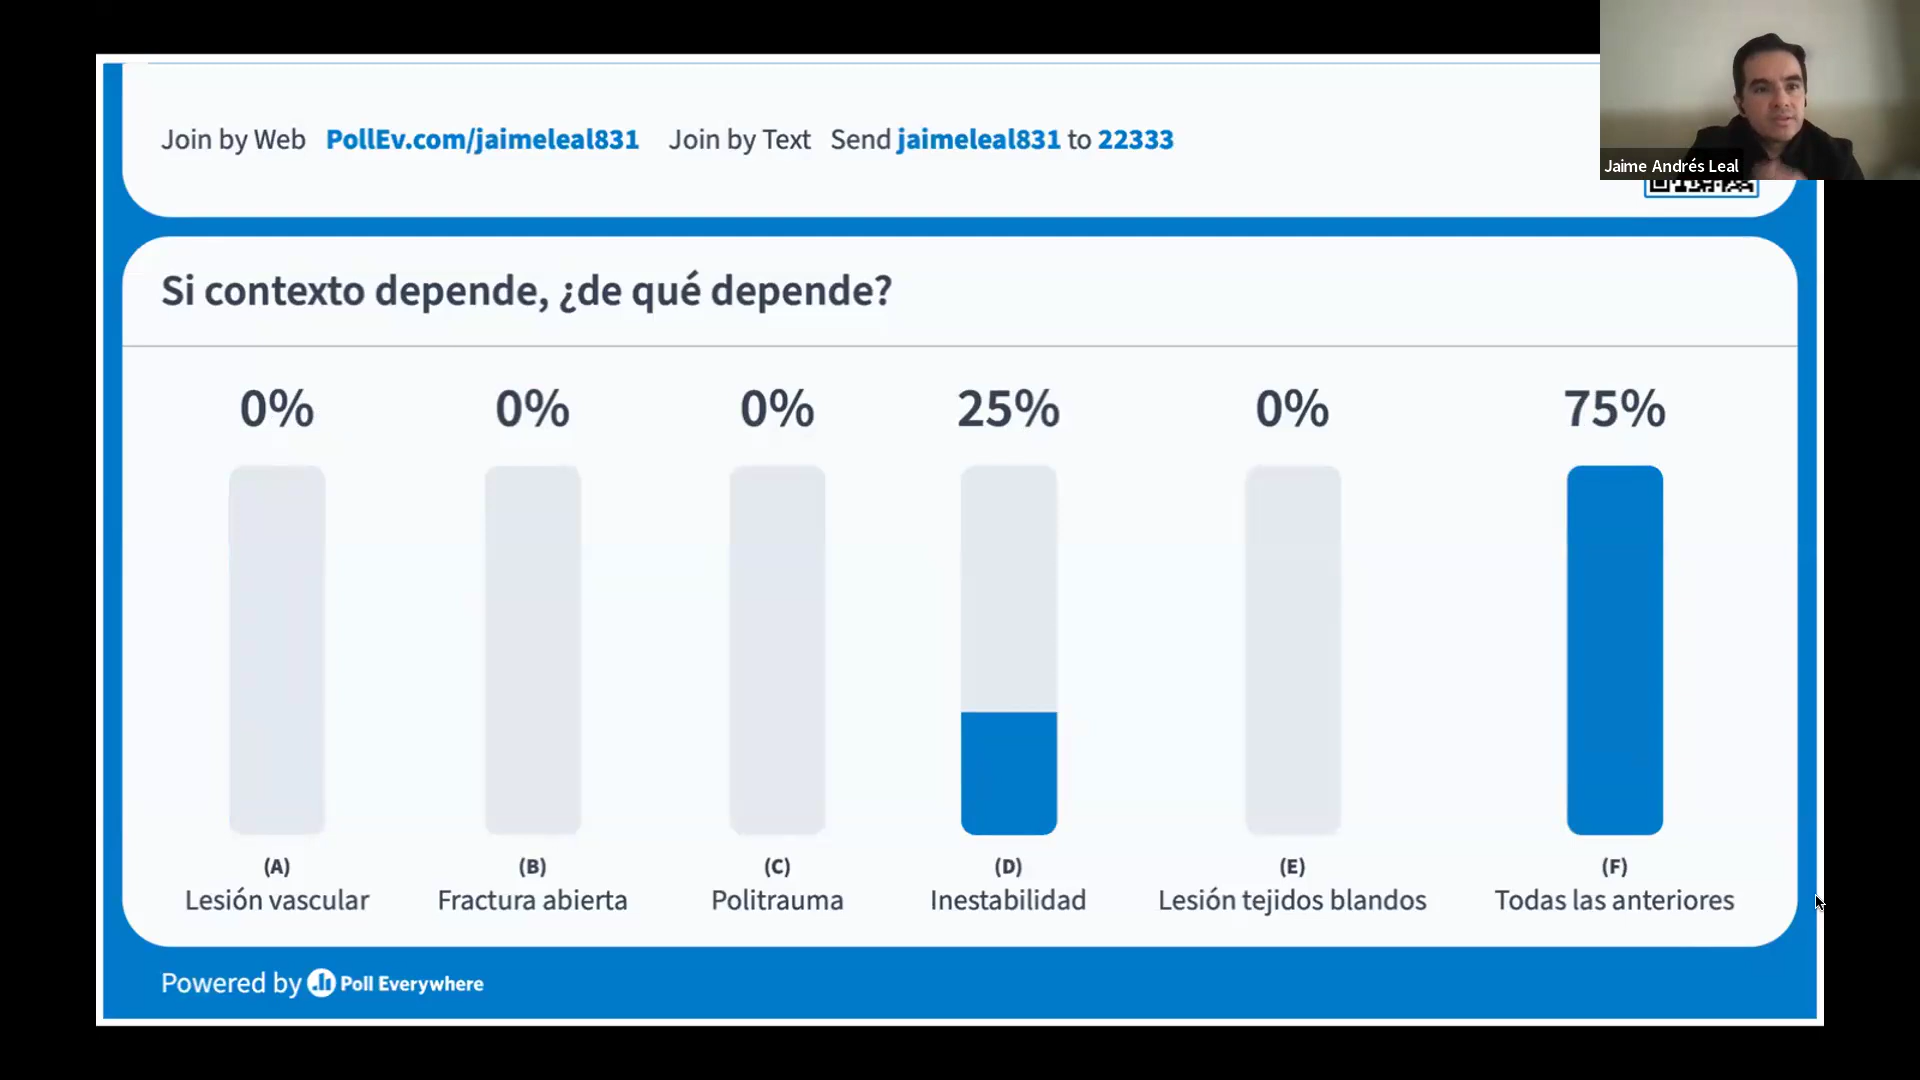 Join by Web PollEv.com/jaimeleal831 Join by Text Send jaimeleal831 to 22333
Jaime Andrés Leal
Si contexto depende, ¿de qué depende?
0% 0% 0% 25% 0% 75%
(A) (B) (C) (D) (E) (F)
Lesión vascular Fractura abierta Politrauma Inestabilidad Lesión tejidos blandos Todas las anteriores
Powered by Poll Everywhere